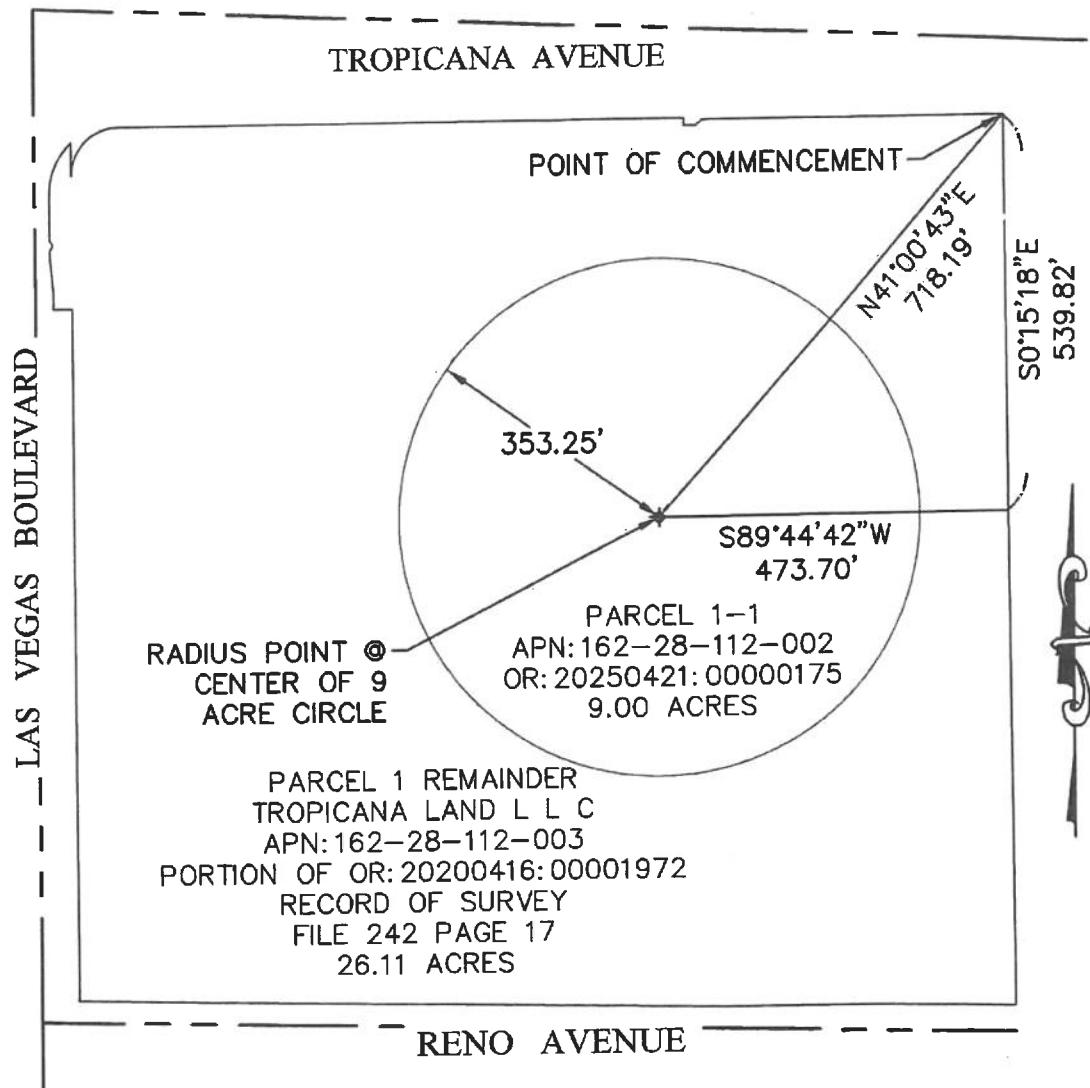 TROPICANA AVENUE
POINT OF COMMENCEMENT
N41°00'43"E
718.19'
S0°15'18"E
539.82'
LAS VEGAS BOULEVARD
353.25'
S89°44'42"W
473.70'
RADIUS POINT @
CENTER OF 9
ACRE CIRCLE
PARCEL 1-1
APN:162-28-112-002
OR:20250421:00000175
9.00 ACRES
PARCEL 1 REMAINDER
TROPICANA LAND L L C
APN:162-28-112-003
PORTION OF OR:20200416:00001972
RECORD OF SURVEY
FILE 242 PAGE 17
26.11 ACRES
RENO AVENUE